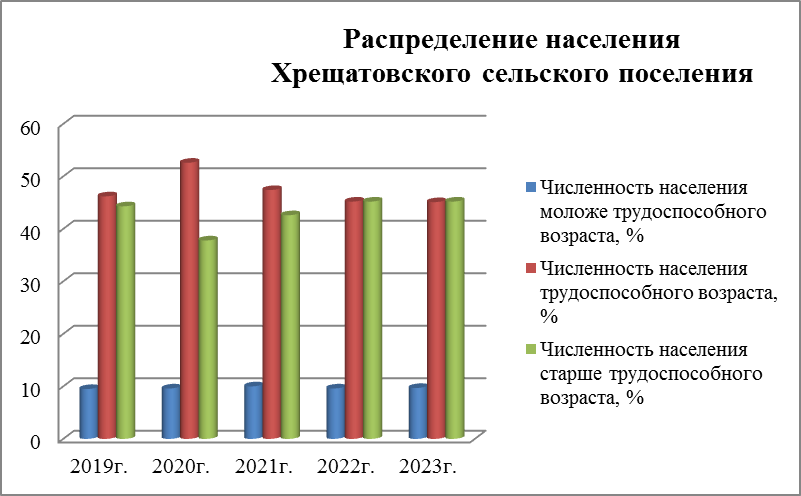 Распределение населения
Хрещатовского сельского поселения
60
50
40
30
20
10
0
2019г.
2020г.
2021г.
2022г.
2023г.
Численность населения
моложе трудоспособного
возраста, %
Численность населения
трудоспособного возраста,
%
Численность населения
старше трудоспособного
возраста, %